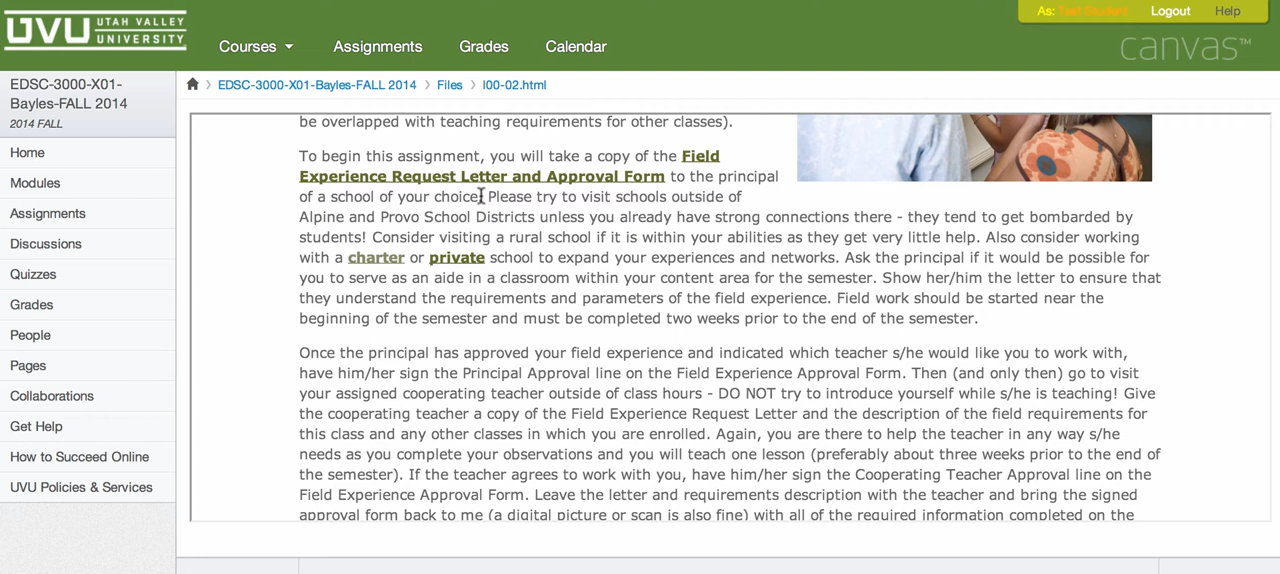 UVU UTAH VALLEY UNIVERSITY
Courses Assignments Grades Calendar
As: Test Student Logout Help
canvas™
EDSC-3000-X01-
Bayles-FALL 2014
2014 FALL
Home
Modules
Assignments
Discussions
Quizzes
Grades
People
Pages
Collaborations
Get Help
How to Succeed Online
UVU Policies & Services
EDSC-3000-X01-Bayles-FALL 2014 Files l00-02.html
be overlapped with teaching requirements for other classes).
To begin this assignment, you will take a copy of the Field
Experience Request Letter and Approval Form to the principal
of a school of your choice. Please try to visit schools outside of
Alpine and Provo School Districts unless you already have strong connections there - they tend to get bombarded by
students! Consider visiting a rural school if it is within your abilities as they get very little help. Also consider working
with a charter or private school to expand your experiences and networks. Ask the principal if it would be possible for
you to serve as an aide in a classroom within your content area for the semester. Show her/him the letter to ensure that
they understand the requirements and parameters of the field experience. Field work should be started near the
beginning of the semester and must be completed two weeks prior to the end of the semester.
Once the principal has approved your field experience and indicated which teacher s/he would like you to work with,
have him/her sign the Principal Approval line on the Field Experience Approval Form. Then (and only then) go to visit
your assigned cooperating teacher outside of class hours - DO NOT try to introduce yourself while s/he is teaching! Give
the cooperating teacher a copy of the Field Experience Request Letter and the description of the field requirements for
this class and any other classes in which you are enrolled. Again, you are there to help the teacher in any way s/he
needs as you complete your observations and you will teach one lesson (preferably about three weeks prior to the end of
the semester). If the teacher agrees to work with you, have him/her sign the Cooperating Teacher Approval line on the
Field Experience Approval Form. Leave the letter and requirements description with the teacher and bring the signed
approval form back to me (a digital picture or scan is also fine) with all of the required information completed on the